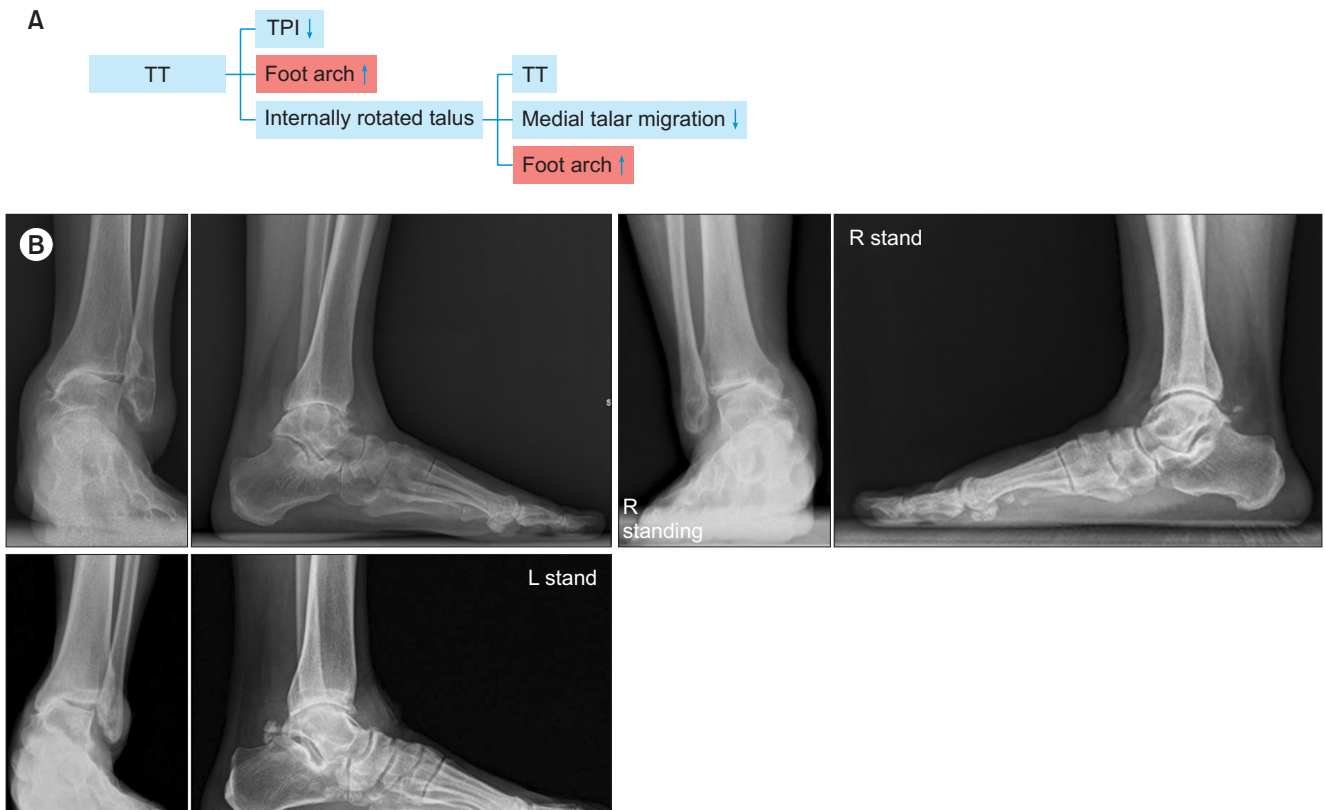 A
TPI ↓
TT
Foot arch ↑
TT
Internally rotated talus
Medial talar migration ↓
Foot arch ↑
B
R stand
s
R
standing
L stand